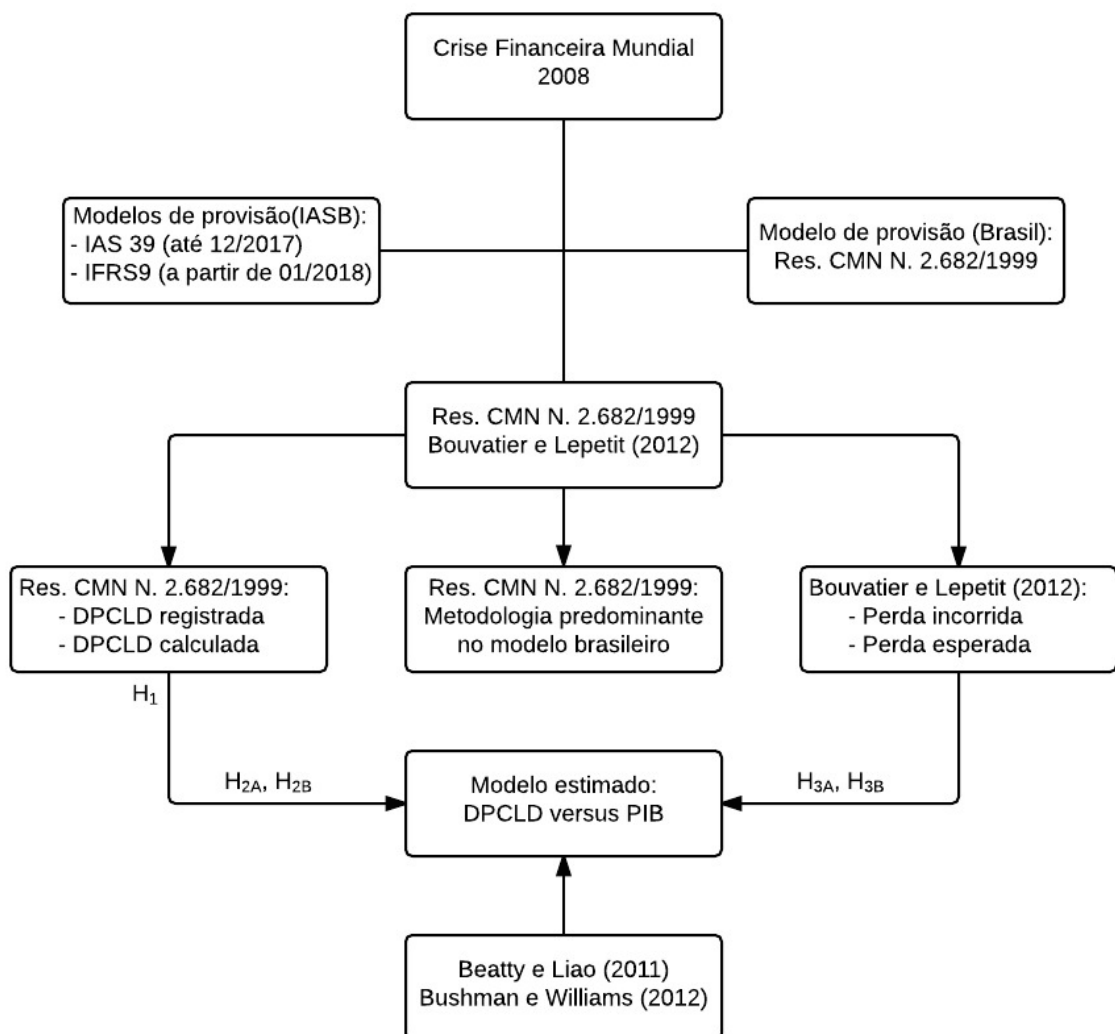 Crise Financeira Mundial
2008
Modelos de provisão(IASB):
- IAS 39 (até 12/2017)
- IFRS9 (a partir de 01/2018)
Modelo de provisão (Brasil):
Res. CMN N. 2.682/1999
Res. CMN N. 2.682/1999
Bouvatier e Lepetit (2012)
Res. CMN N. 2.682/1999:
- DPCLD registrada
- DPCLD calculada
Res. CMN N. 2.682/1999:
Metodologia predominante
no modelo brasileiro
Bouvatier e Lepetit (2012):
- Perda incorrida
- Perda esperada
H₁
H₂A, H₂B
Modelo estimado:
DPCLD versus PIB
H₃A, H₃B
Beatty e Liao (2011)
Bushman e Williams (2012)